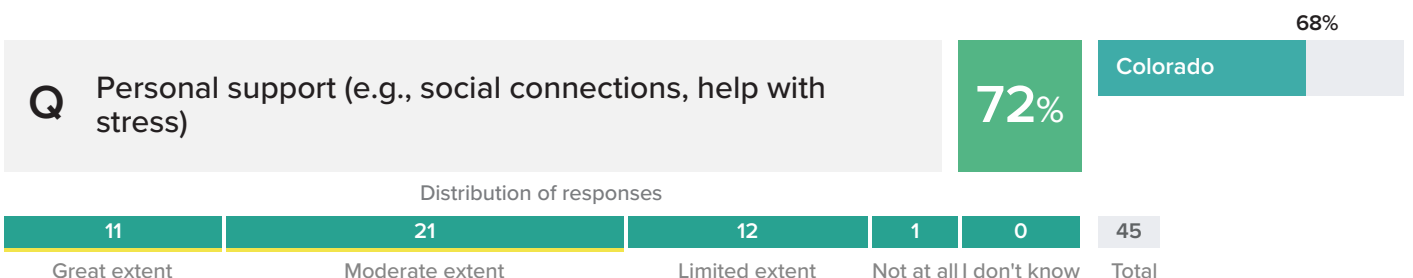 68%
Q Personal support (e.g., social connections, help with
stress)
72%
Colorado
Distribution of responses
11 21 12 1 0 45
Great extent Moderate extent Limited extent Not at all I don't know Total